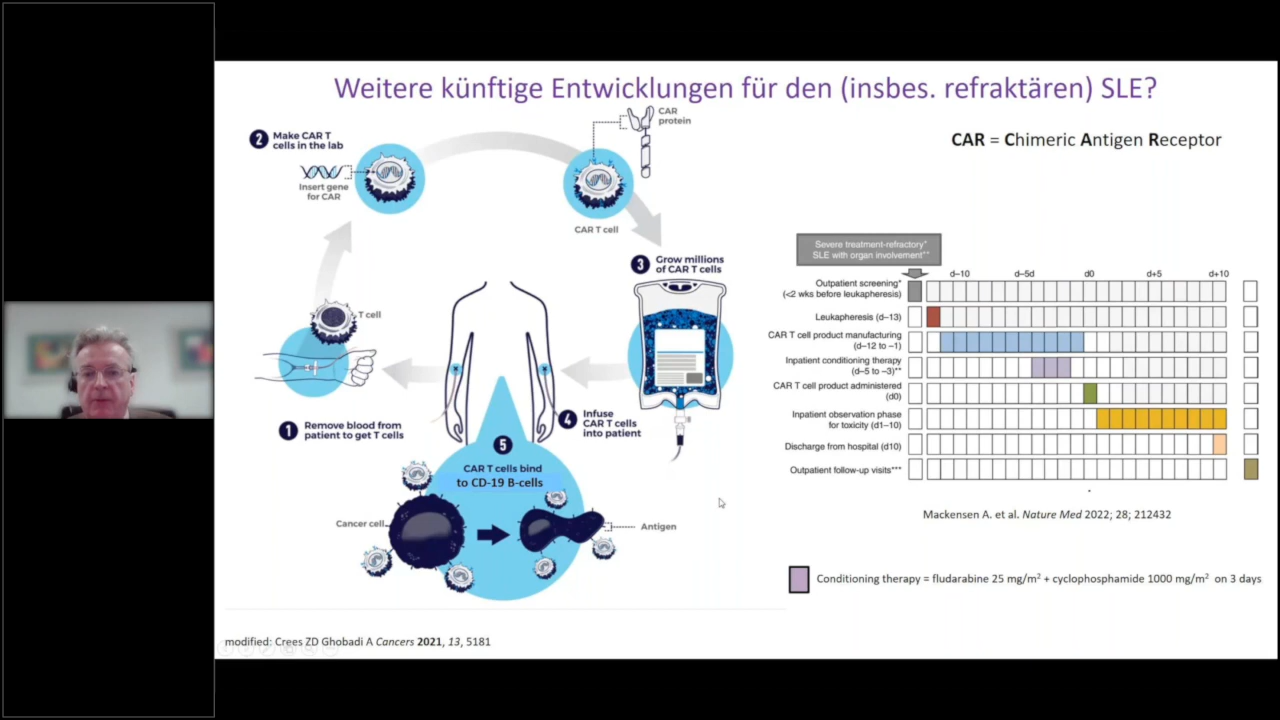 Weitere künftige Entwicklungen für den (insbes. refraktären) SLE?
CAR = Chimeric Antigen Receptor
2 Make CAR T
cells in the lab
Insert gene
for CAR
CAR
protein
CAR T cell
3 Grow millions
of CAR T cells
T cell
1 Remove blood from
patient to get T cells
4 Infuse
CAR T cells
into patient
5
CAR T cells bind
to CD-19 B-cells
Cancer cell
Antigen
modified: Crees ZD Ghobadi A Cancers 2021, 13, 5181
Severe treatment-refractory*
SLE with organ involvement**
d–10 d–5d d0 d+5 d+10
Outpatient screening*
(<2 wks before leukapheresis)
Leukapheresis (d–13)
CAR T cell product manufacturing
(d–12 to –1)
Inpatient conditioning therapy
(d–5 to –3)**
CAR T cell product administered
(d0)
Inpatient observation phase
for toxicity (d1–10)
Discharge from hospital (d10)
Outpatient follow-up visits***
Mackensen A. et al. Nature Med 2022; 28; 212432
Conditioning therapy = fludarabine 25 mg/m² + cyclophosphamide 1000 mg/m² on 3 days